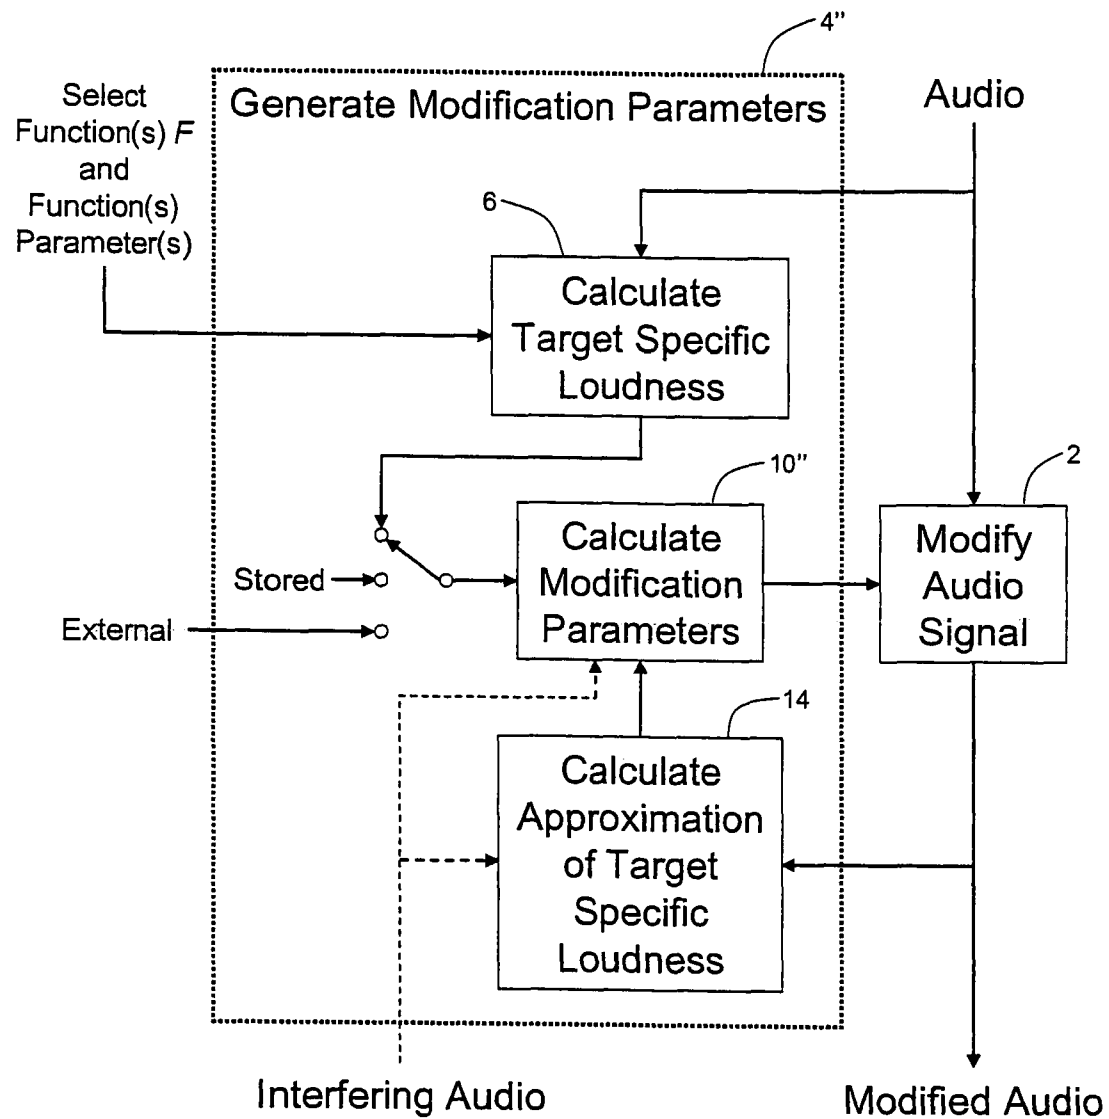 4”
Select
Function(s) F
and
Function(s)
Parameter(s)
Generate Modification Parameters
Audio
6
Calculate
Target Specific
Loudness
10”
2
Calculate
Modification
Parameters
Modify
Audio
Signal
Stored
External
14
Calculate
Approximation
of Target
Specific
Loudness
Interfering Audio
Modified Audio